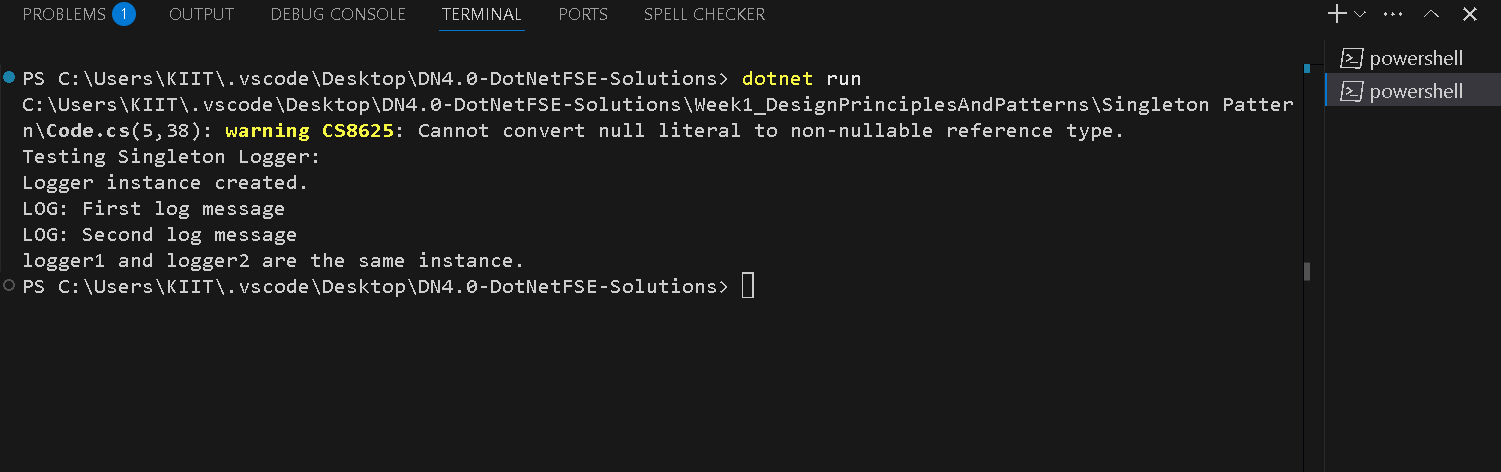 PROBLEMS 1 OUTPUT DEBUG CONSOLE TERMINAL PORTS SPELL CHECKER
PS C:\Users\KIIT\.vscode\Desktop\DN4.0-DotNetFSE-Solutions> dotnet run
C:\Users\KIIT\.vscode\Desktop\DN4.0-DotNetFSE-Solutions\Week1_DesignPrinciplesAndPatterns\Singleton Patter
n\Code.cs(5,38): warning CS8625: Cannot convert null literal to non-nullable reference type.
Testing Singleton Logger:
Logger instance created.
LOG: First log message
LOG: Second log message
logger1 and logger2 are the same instance.
PS C:\Users\KIIT\.vscode\Desktop\DN4.0-DotNetFSE-Solutions>
powershell
powershell